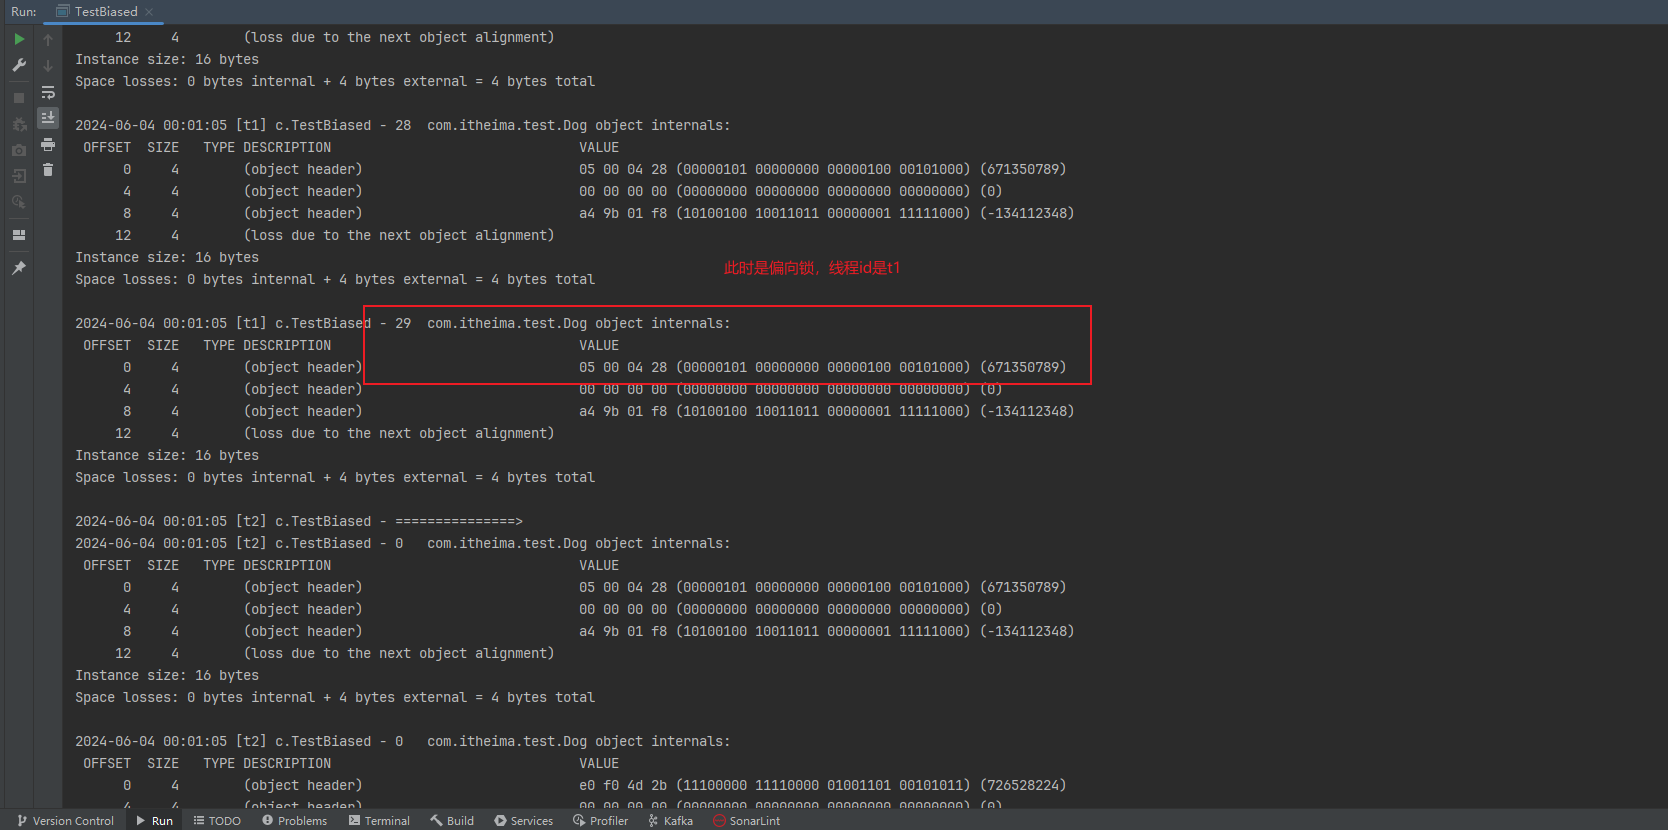 Run: TestBiased
12 4 (loss due to the next object alignment)
Instance size: 16 bytes
Space losses: 0 bytes internal + 4 bytes external = 4 bytes total
2024-06-04 00:01:05 [t1] c.TestBiased - 28 com.itheima.test.Dog object internals:
OFFSET SIZE TYPE DESCRIPTION VALUE
0 4 (object header) 05 00 04 28 (00000101 00000000 00000100 00101000) (671350789)
4 4 (object header) 00 00 00 00 (00000000 00000000 00000000 00000000) (0)
8 4 (object header) a4 9b 01 f8 (10100100 10011011 00000001 11111000) (-134112348)
12 4 (loss due to the next object alignment)
Instance size: 16 bytes
此时是偏向锁，线程id是t1
Space losses: 0 bytes internal + 4 bytes external = 4 bytes total
2024-06-04 00:01:05 [t1] c.TestBiased - 29 com.itheima.test.Dog object internals:
OFFSET SIZE TYPE DESCRIPTION VALUE
0 4 (object header) 05 00 04 28 (00000101 00000000 00000100 00101000) (671350789)
4 4 (object header) 00 00 00 00 (00000000 00000000 00000000 00000000) (0)
8 4 (object header) a4 9b 01 f8 (10100100 10011011 00000001 11111000) (-134112348)
12 4 (loss due to the next object alignment)
Instance size: 16 bytes
Space losses: 0 bytes internal + 4 bytes external = 4 bytes total
2024-06-04 00:01:05 [t2] c.TestBiased - ===============>
2024-06-04 00:01:05 [t2] c.TestBiased - 0 com.itheima.test.Dog object internals:
OFFSET SIZE TYPE DESCRIPTION VALUE
0 4 (object header) 05 00 04 28 (00000101 00000000 00000100 00101000) (671350789)
4 4 (object header) 00 00 00 00 (00000000 00000000 00000000 00000000) (0)
8 4 (object header) a4 9b 01 f8 (10100100 10011011 00000001 11111000) (-134112348)
12 4 (loss due to the next object alignment)
Instance size: 16 bytes
Space losses: 0 bytes internal + 4 bytes external = 4 bytes total
2024-06-04 00:01:05 [t2] c.TestBiased - 0 com.itheima.test.Dog object internals:
OFFSET SIZE TYPE DESCRIPTION VALUE
0 4 (object header) e0 f0 4d 2b (11100000 11110000 01001101 00101011) (726528224)
4 4 (object header) 00 00 00 00 (00000000 00000000 00000000 00000000) (0)
Version Control Run TODO Problems Terminal Build Services Profiler Kafka SonarLint